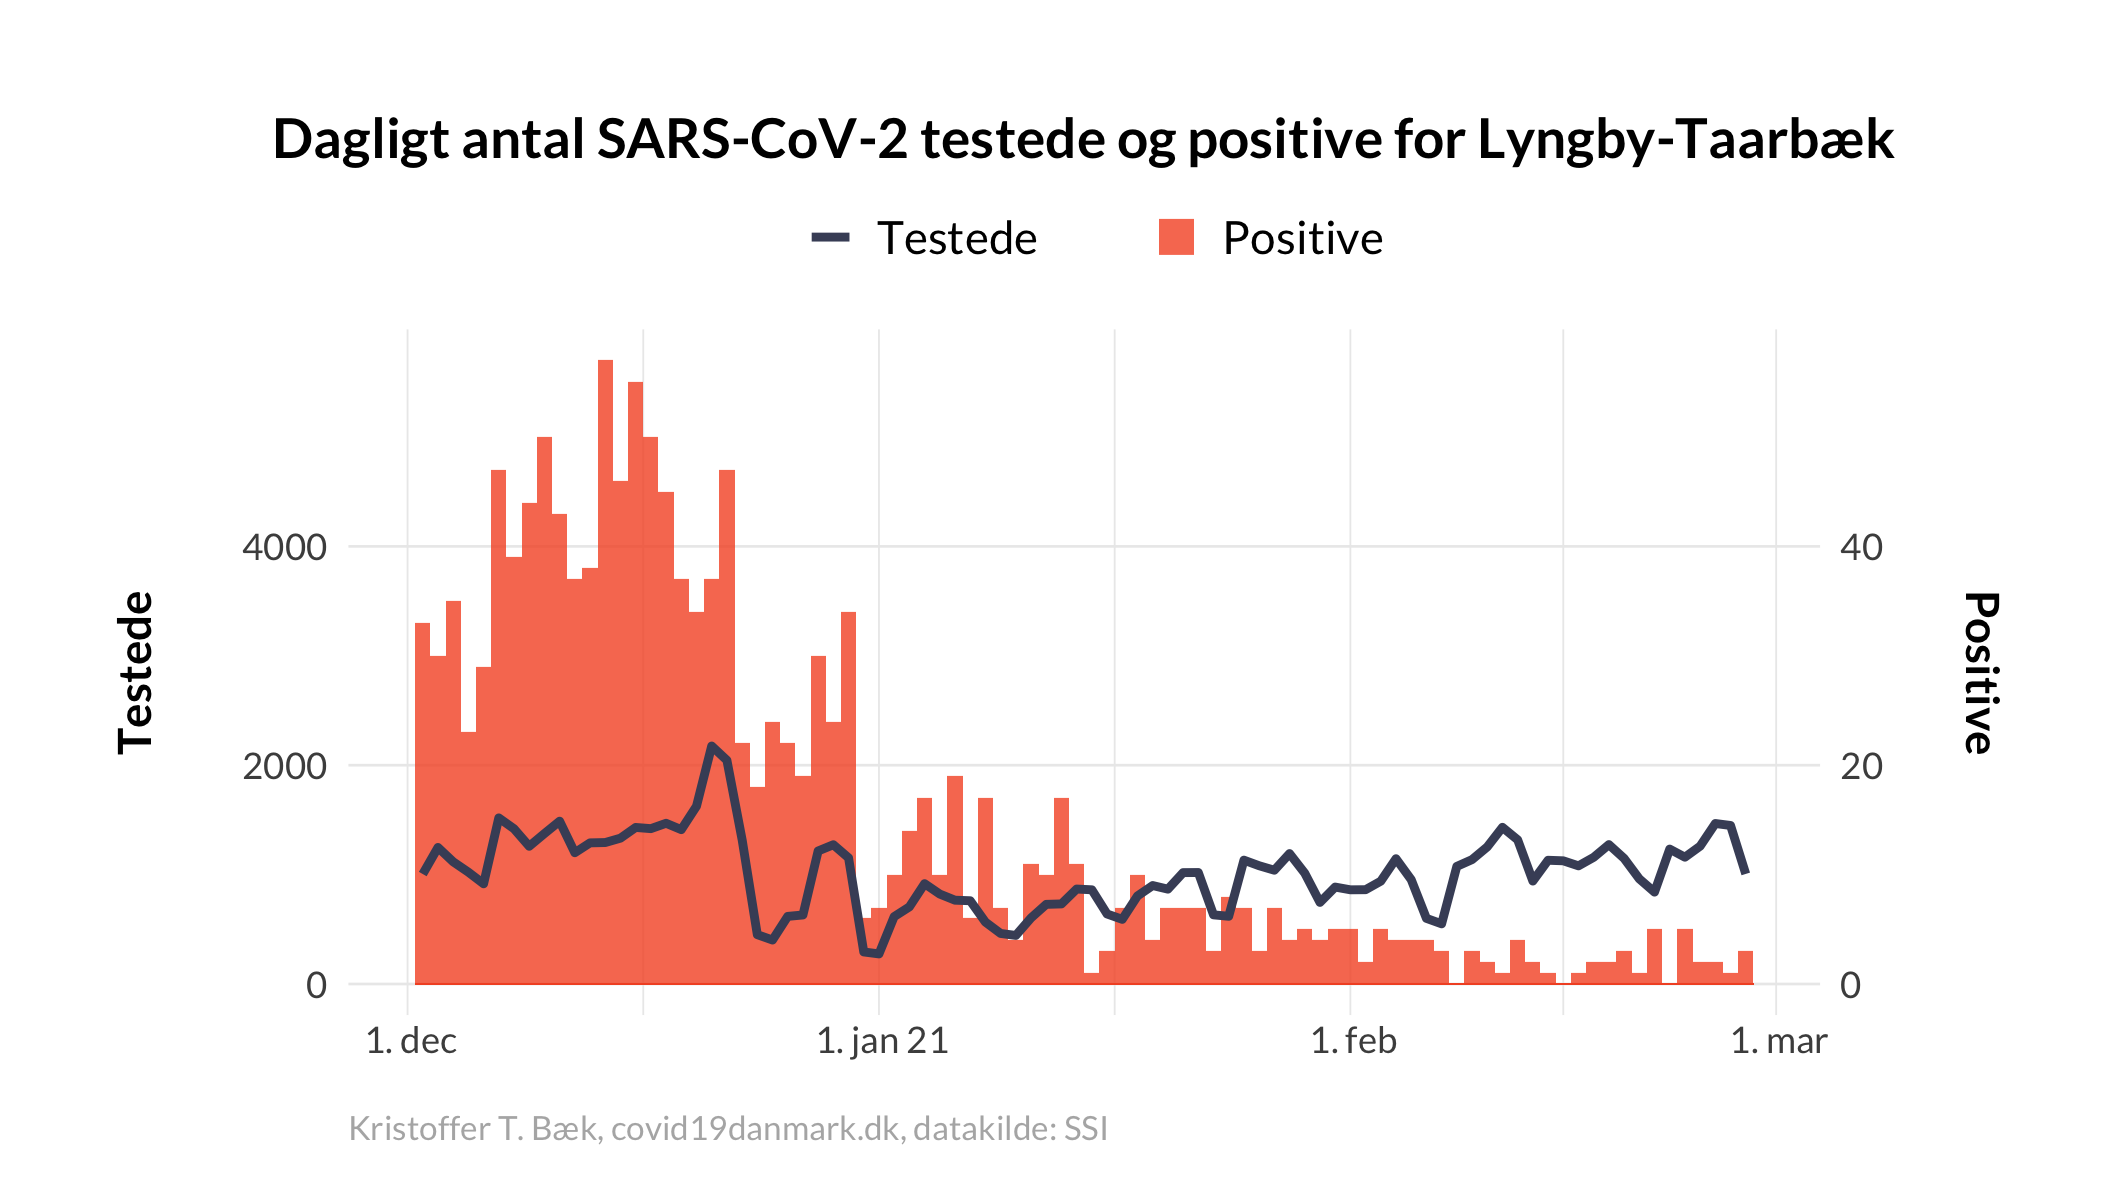 Dagligt antal SARS-CoV-2 testede og positive for Lyngby-Taarbæk
Testede
Positive
Testede
4000
2000
0
40
20
0
Positive
1. dec
1. jan 21
1. feb
1. mar
Kristoffer T. Bæk, covid19danmark.dk, datakilde: SSI